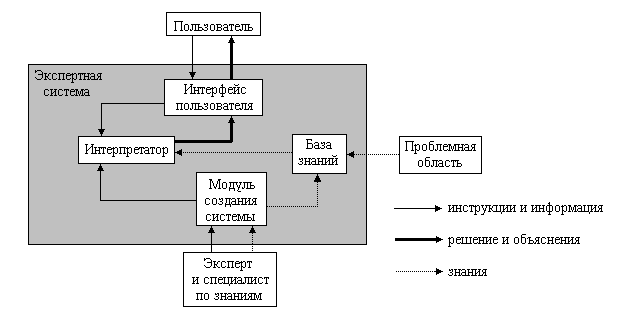 Пользователь
Экспертная
система
Интерфейс
пользователя
Интерпретатор
База
знаний
Проблемная
область
Модуль
создания
системы
инструкции и информация
решение и объяснения
знания
Эксперт
и специалист
по знаниям